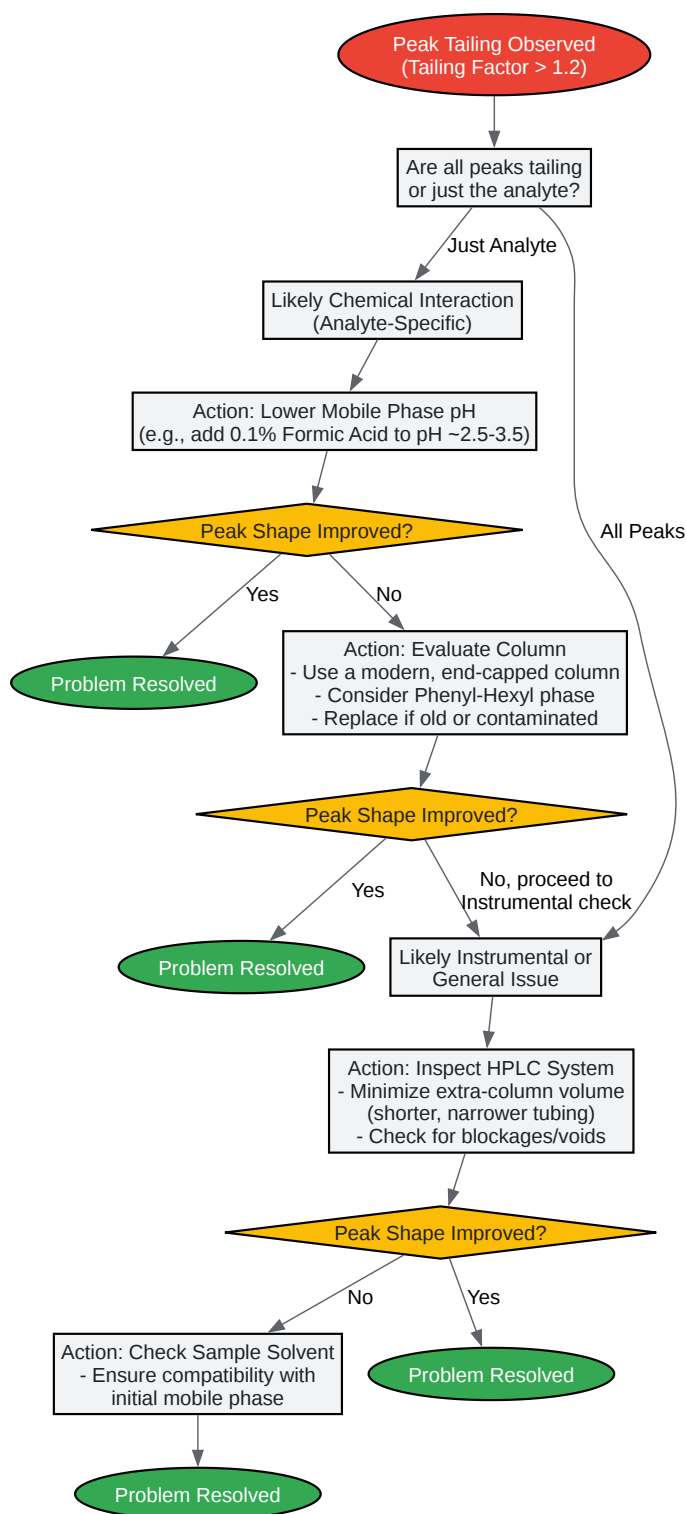 Peak Tailing Observed
(Tailing Factor > 1.2)
Are all peaks tailing
or just the analyte?
Just Analyte
Likely Chemical Interaction
(Analyte-Specific)
Action: Lower Mobile Phase pH
(e.g., add 0.1% Formic Acid to pH ~2.5-3.5)
Peak Shape Improved?
All Peaks
Yes
No
Problem Resolved
Action: Evaluate Column
- Use a modern, end-capped column
- Consider Phenyl-Hexyl phase
- Replace if old or contaminated
Peak Shape Improved?
Yes
No, proceed to
Instrumental check
Problem Resolved
Likely Instrumental or
General Issue
Action: Inspect HPLC System
- Minimize extra-column volume
(shorter, narrower tubing)
- Check for blockages/voids
Peak Shape Improved?
No
Yes
Action: Check Sample Solvent
- Ensure compatibility with
initial mobile phase
Problem Resolved
Problem Resolved